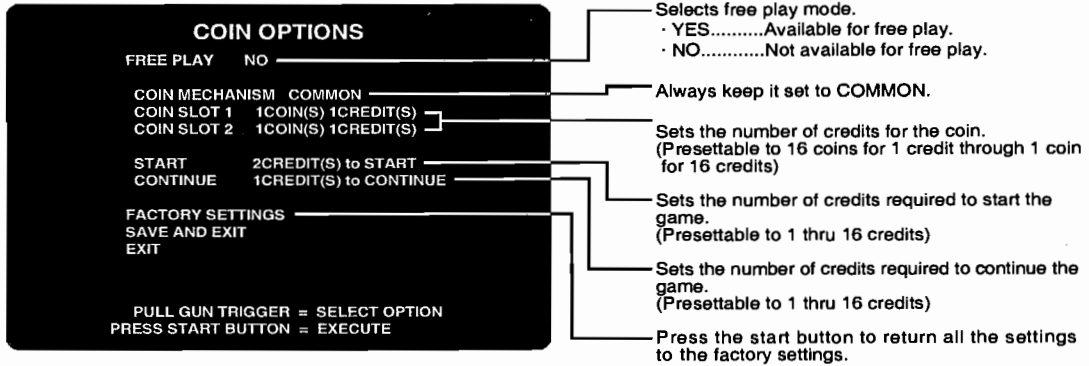 COIN OPTIONS
FREE PLAY NO
COIN MECHANISM COMMON
COIN SLOT 1 1COIN(S) 1CREDIT(S)
COIN SLOT 2 1COIN(S) 1CREDIT(S)
START 2CREDIT(S) to START
CONTINUE 1CREDIT(S) to CONTINUE
FACTORY SETTINGS
SAVE AND EXIT
EXIT
PULL GUN TRIGGER = SELECT OPTION
PRESS START BUTTON = EXECUTE
Selects free play mode.
· YES..........Available for free play.
· NO............Not available for free play.
Always keep it set to COMMON.
Sets the number of credits for the coin.
(Presettable to 16 coins for 1 credit through 1 coin
for 16 credits)
Sets the number of credits required to start the
game.
(Presettable to 1 thru 16 credits)
Sets the number of credits required to continue the
game.
(Presettable to 1 thru 16 credits)
Press the start button to return all the settings
to the factory settings.